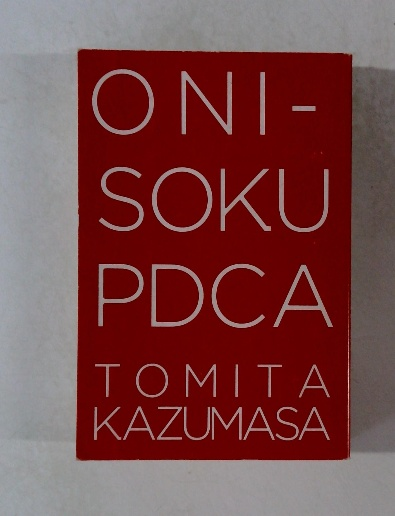 ONI-
SOKU
PDCA
TOMITA
KAZUMASA